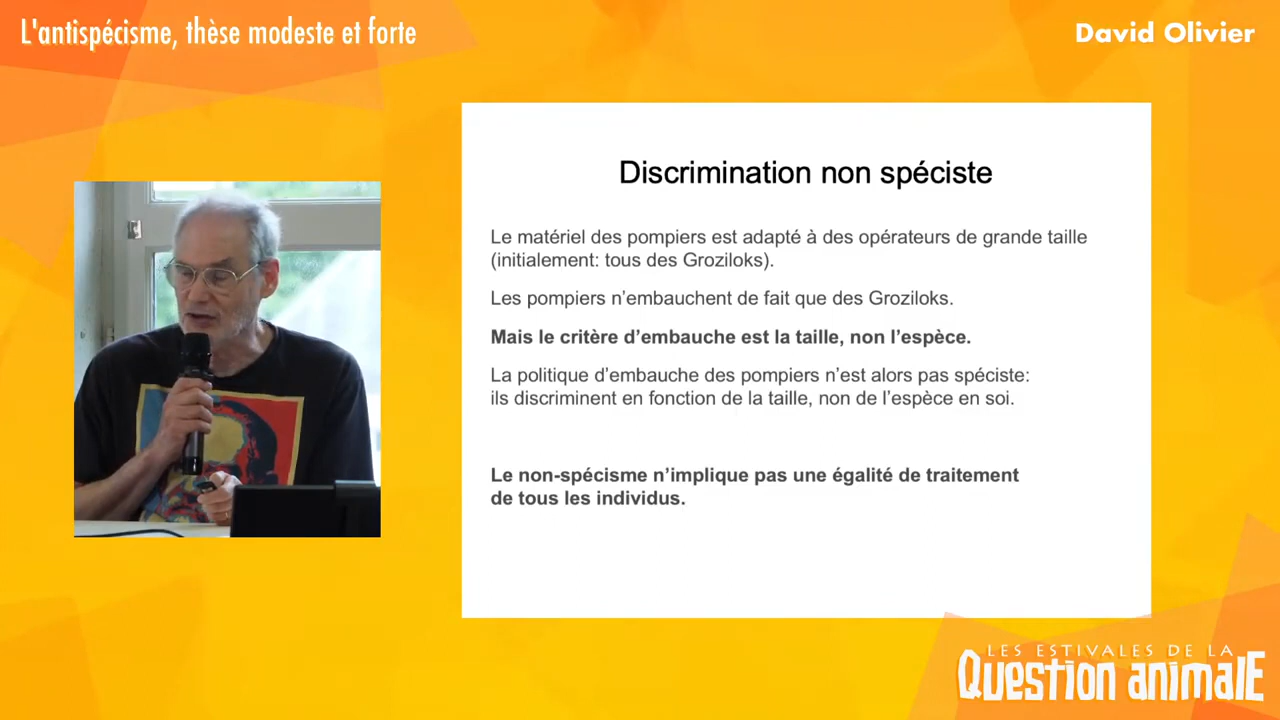 L'antispécisme, thèse modeste et forte
David Olivier
Discrimination non spéciste
Le matériel des pompiers est adapté à des opérateurs de grande taille
(initialement: tous des Groziloks).
Les pompiers n'embauchent de fait que des Groziloks.
Mais le critère d'embauche est la taille, non l'espèce.
La politique d'embauche des pompiers n'est alors pas spéciste:
ils discriminent en fonction de la taille, non de l'espèce en soi.
Le non-spécisme n'implique pas une égalité de traitement
de tous les individus.
LES ESTIVALES DE LA
Question animalE